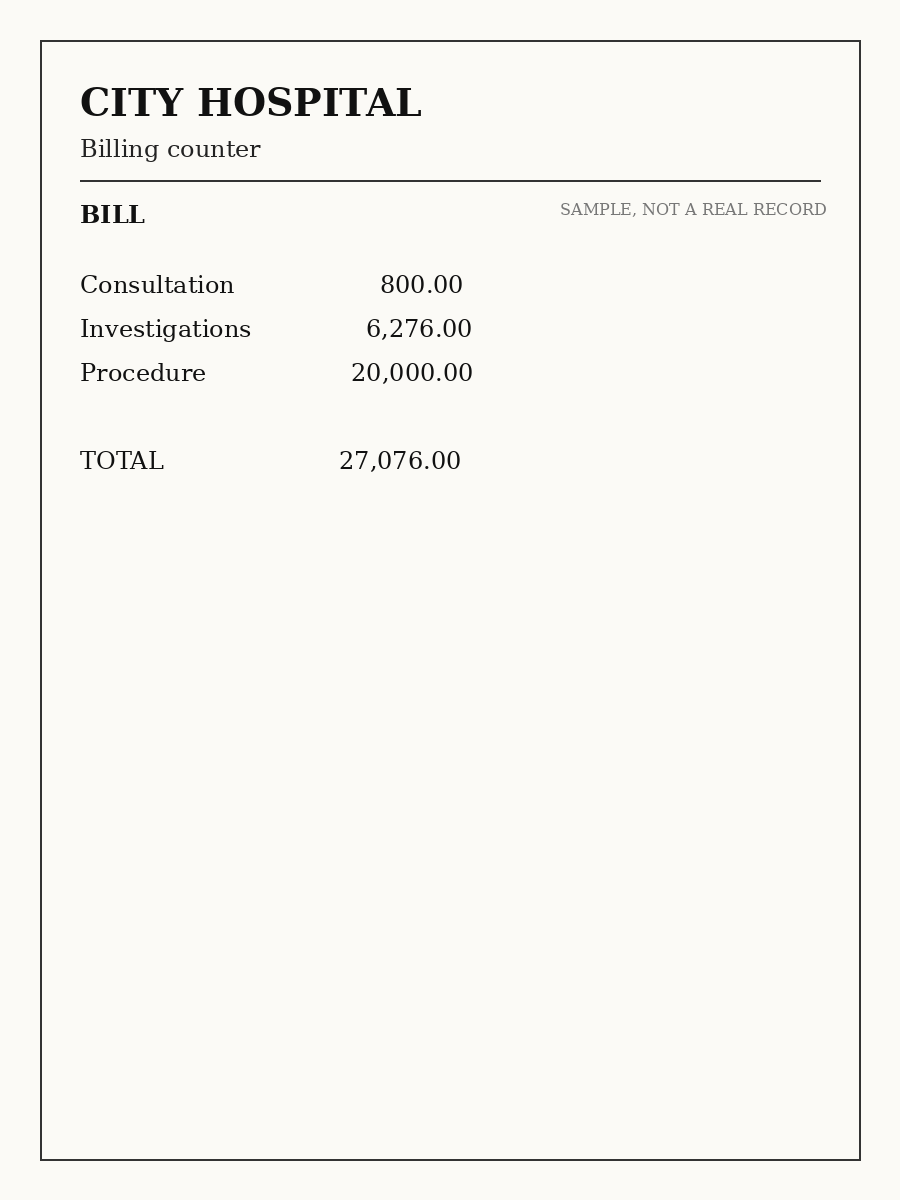 CITY HOSPITAL
Billing counter
BILL
SAMPLE, NOT A REAL RECORD
Consultation 800.00
Investigations 6,276.00
Procedure 20,000.00
TOTAL 27,076.00